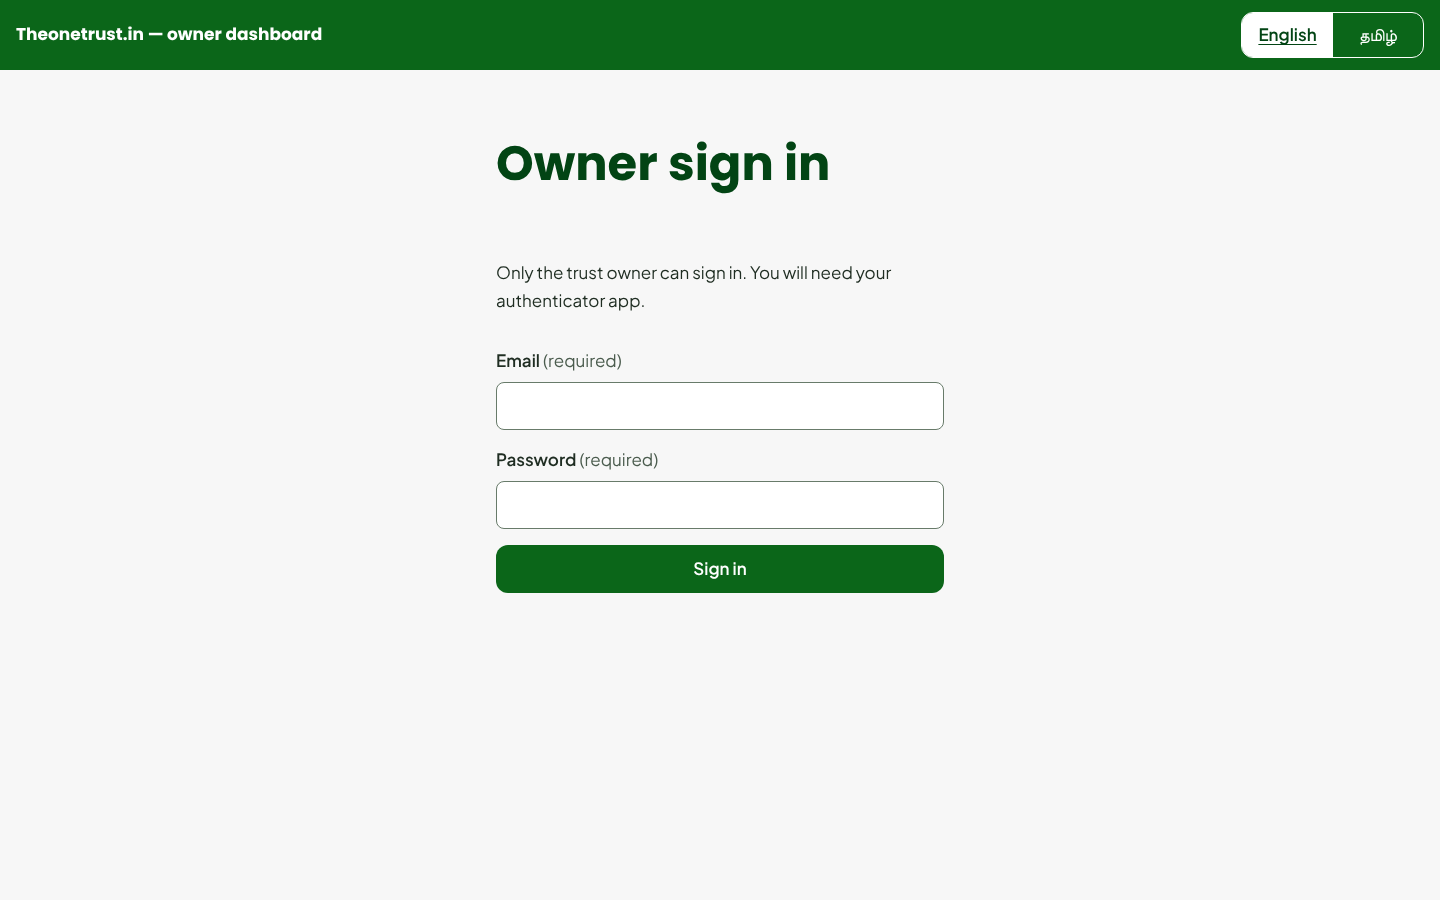 Theonetrust.in — owner dashboard
English
தமிழ்
Owner sign in
Only the trust owner can sign in. You will need your
authenticator app.
Email (required)
Password (required)
Sign in